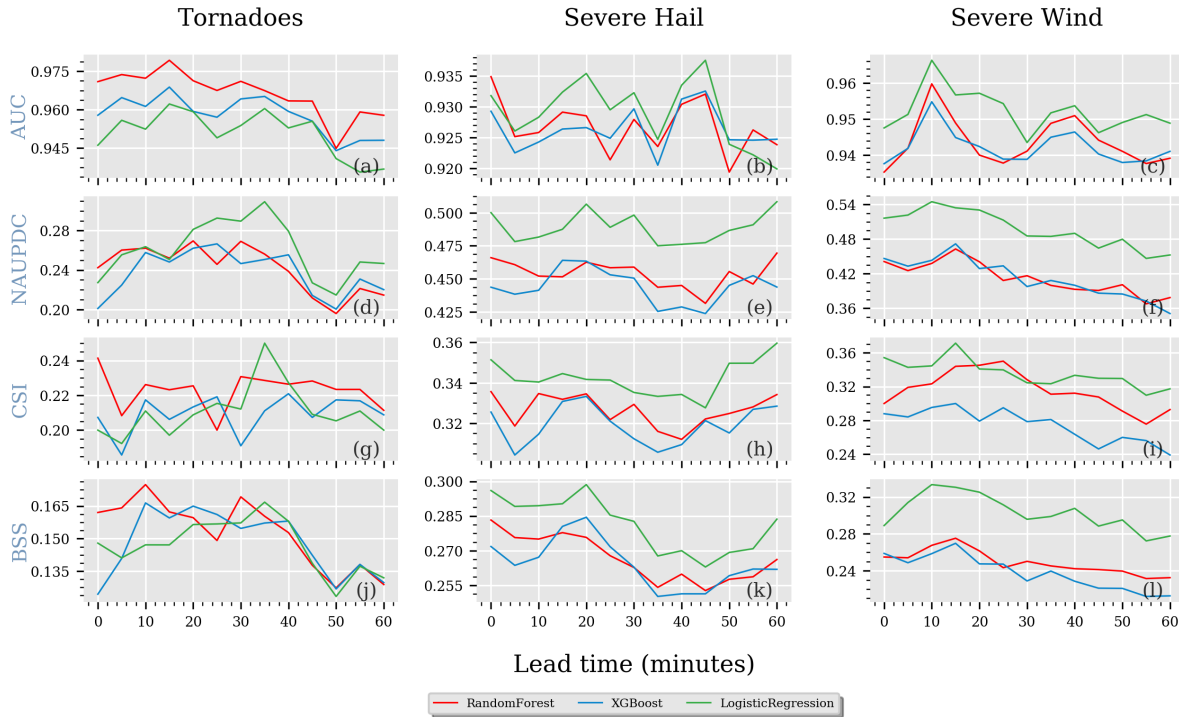 Tornadoes Severe Hail Severe Wind
AUC
0.975 0.960 0.945
(a)
0.935 0.930 0.925 0.920
(b)
0.96 0.95 0.94
(c)
NAUPDC
0.28 0.24 0.20
(d)
0.500 0.475 0.450 0.425
(e)
0.54 0.48 0.42 0.36
(f)
CSI
0.24 0.22 0.20
(g)
0.36 0.34 0.32
(h)
0.36 0.32 0.28 0.24
(i)
BSS
0.165 0.150 0.135
(j)
0.300 0.285 0.270 0.255
(k)
0.32 0.28 0.24
(l)
0 10 20 30 40 50 60 0 10 20 30 40 50 60 0 10 20 30 40 50 60
Lead time (minutes)
RandomForest XGBoost LogisticRegression